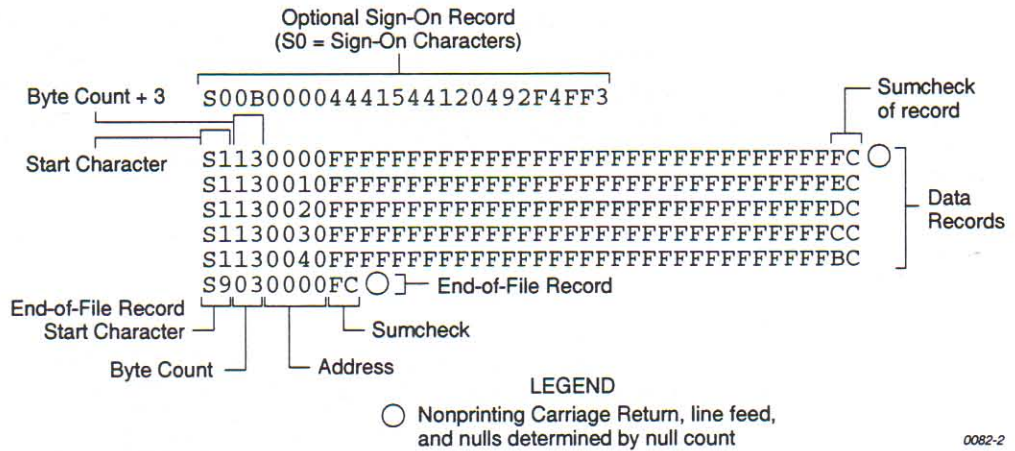 Optional Sign-On Record
(S0 = Sign-On Characters)
Byte Count + 3
S00B00004441544120492F4FF3
Sumcheck
of record
Start Character
S1130000FFFFFFFFFFFFFFFFFFFFFFFFFFFFFFFFFC
S1130010FFFFFFFFFFFFFFFFFFFFFFFFFFFFFFFFEC
S1130020FFFFFFFFFFFFFFFFFFFFFFFFFFFFFFFFDC
S1130030FFFFFFFFFFFFFFFFFFFFFFFFFFFFFFFFCC
S1130040FFFFFFFFFFFFFFFFFFFFFFFFFFFFFFFFBC
Data
Records
S9030000FC
End-of-File Record
End-of-File Record
Start Character
Sumcheck
Byte Count
Address
LEGEND
Nonprinting Carriage Return, line feed,
and nulls determined by null count
0082-2